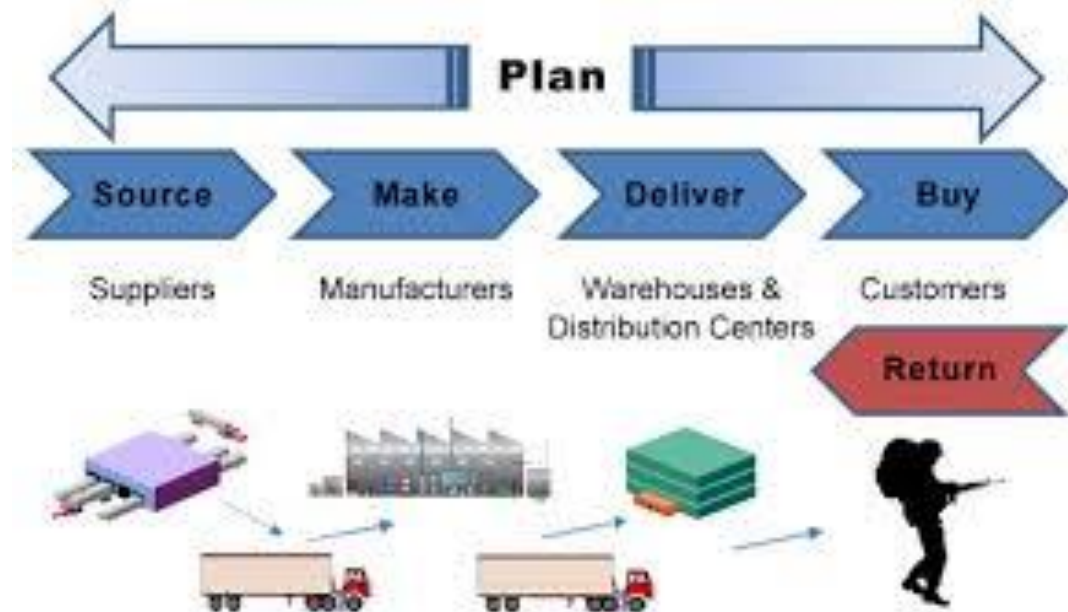 Plan
Source
Make
Deliver
Buy
Suppliers
Manufacturers
Warehouses &
Distribution Centers
Customers
Return